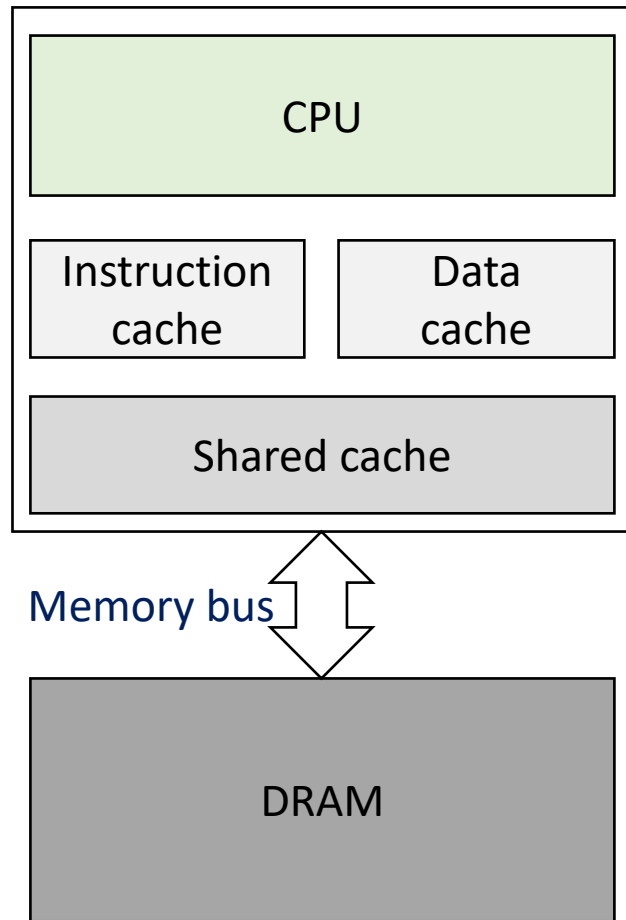 CPU
Instruction
cache
Data
cache
Shared cache
Memory bus
DRAM